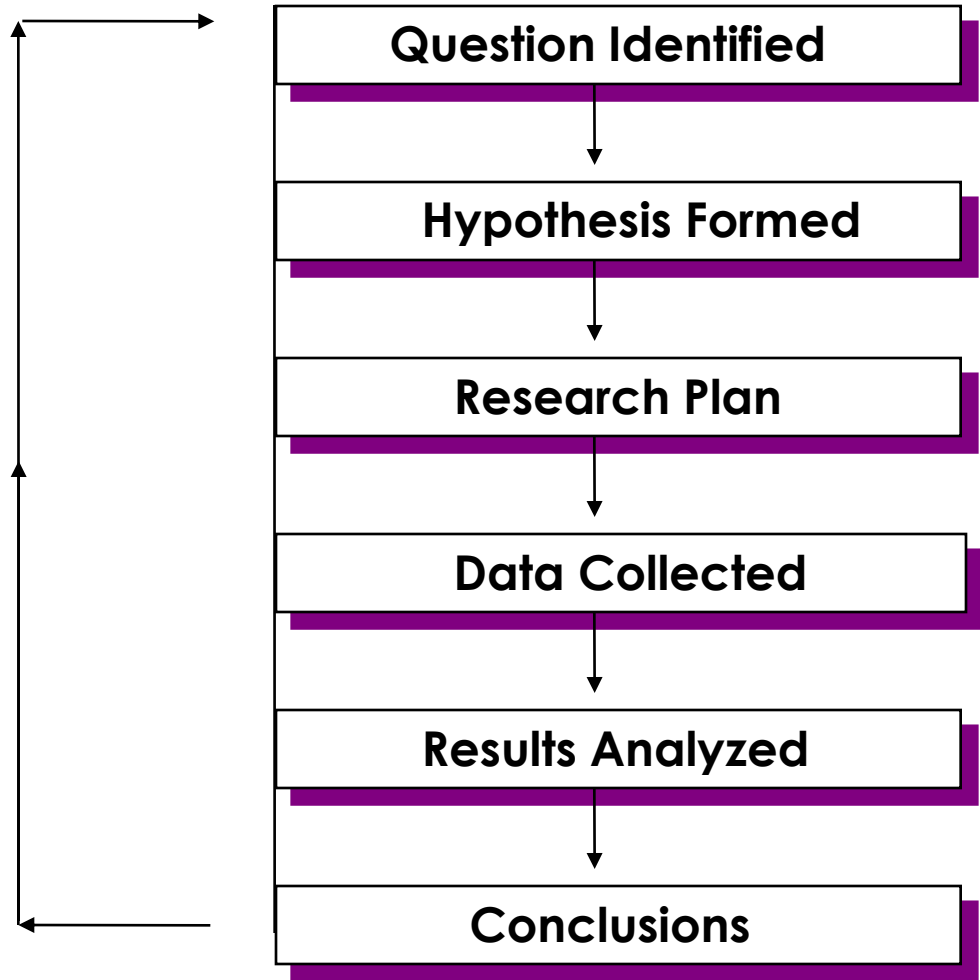 Question Identified
Hypothesis Formed
Research Plan
Data Collected
Results Analyzed
Conclusions